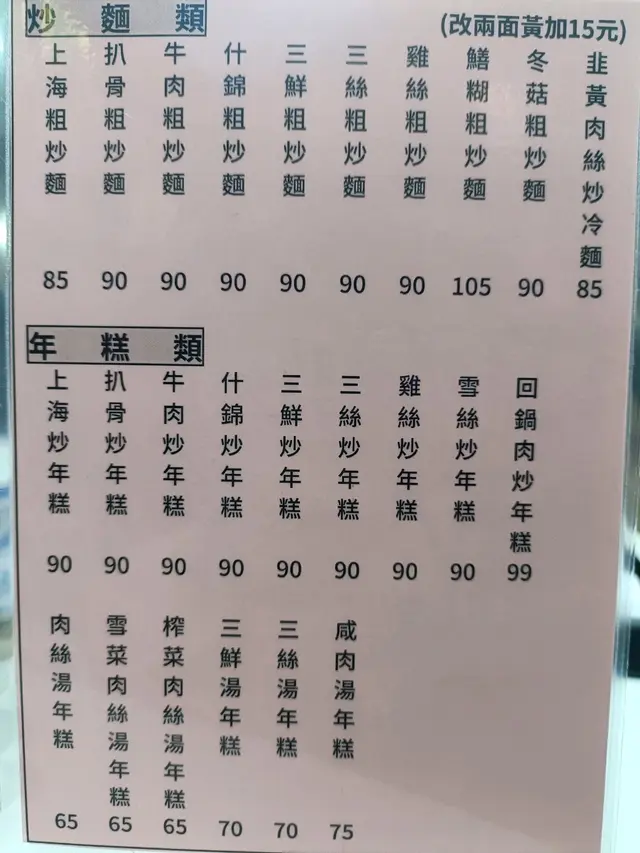 炒麵類
(改兩面黃加15元)
上海粗炒麵
85
扒骨粗炒麵
90
牛肉粗炒麵
90
什錦粗炒麵
90
三鮮粗炒麵
90
三絲粗炒麵
90
雞絲粗炒麵
90
鱔糊粗炒麵
105
冬菇粗炒麵
90
韭黃肉絲炒冷麵
85
年糕類
上海炒年糕
90
扒骨炒年糕
90
牛肉炒年糕
90
什錦炒年糕
90
三鮮炒年糕
90
三絲炒年糕
90
雞絲炒年糕
90
雪絲炒年糕
90
回鍋肉炒年糕
99
肉絲湯年糕
65
雪菜肉絲湯年糕
65
榨菜肉絲湯年糕
65
三鮮湯年糕
70
三絲湯年糕
70
咸肉湯年糕
75